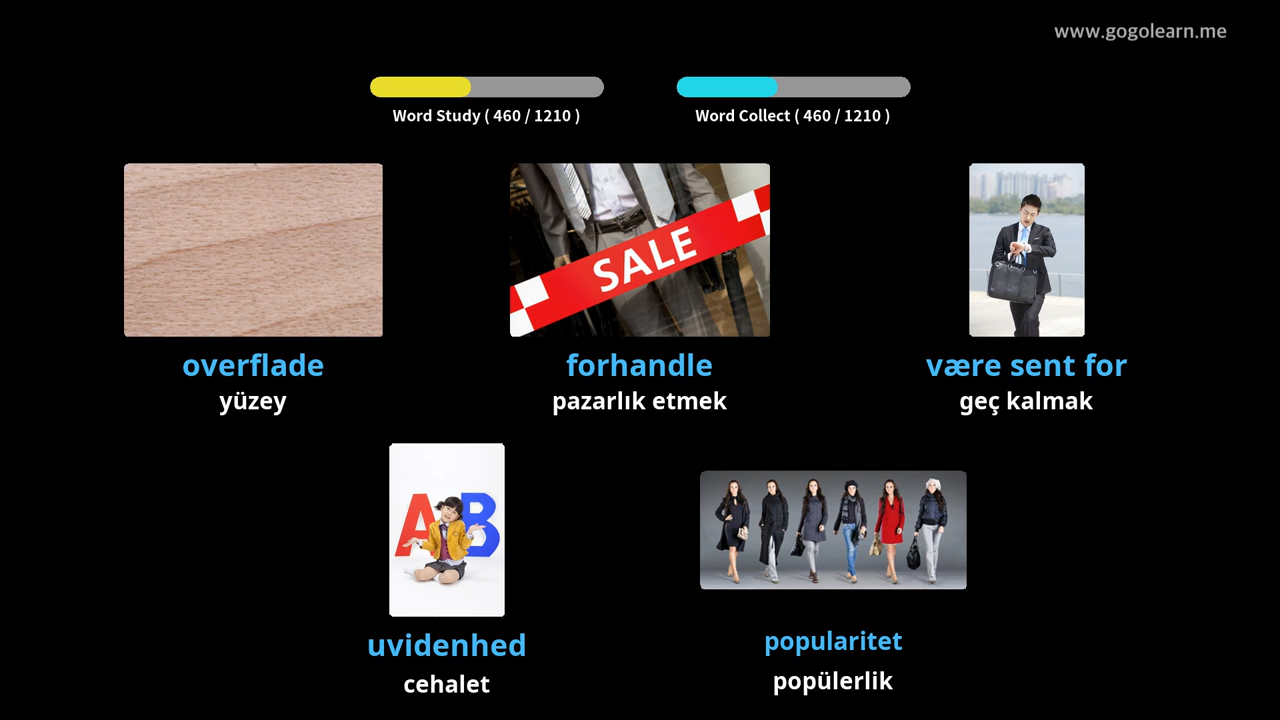 www.gogolearn.me
Word Study ( 460 / 1210 )
Word Collect ( 460 / 1210 )
SALE
overflade
yüzey
forhandle
pazarlık etmek
være sent for
geç kalmak
A B
uvidenhed
cehalet
popularitet
popülerlik